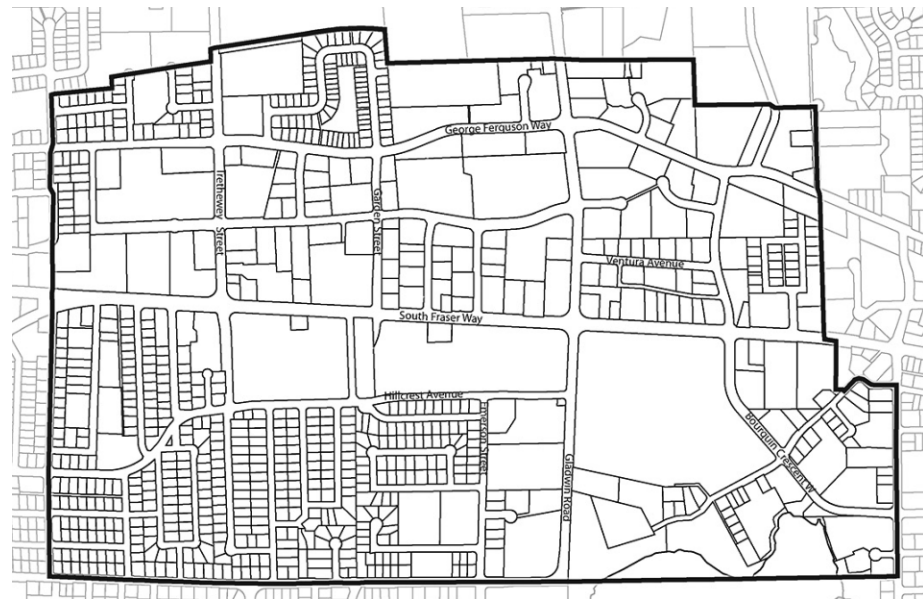 George Ferguson Way
Trethewey Street
Garden Street
Ventura Avenue
South Fraser Way
Hillcrest Avenue
Emerson Street
Gladwin Road
Bourquin Crescent W